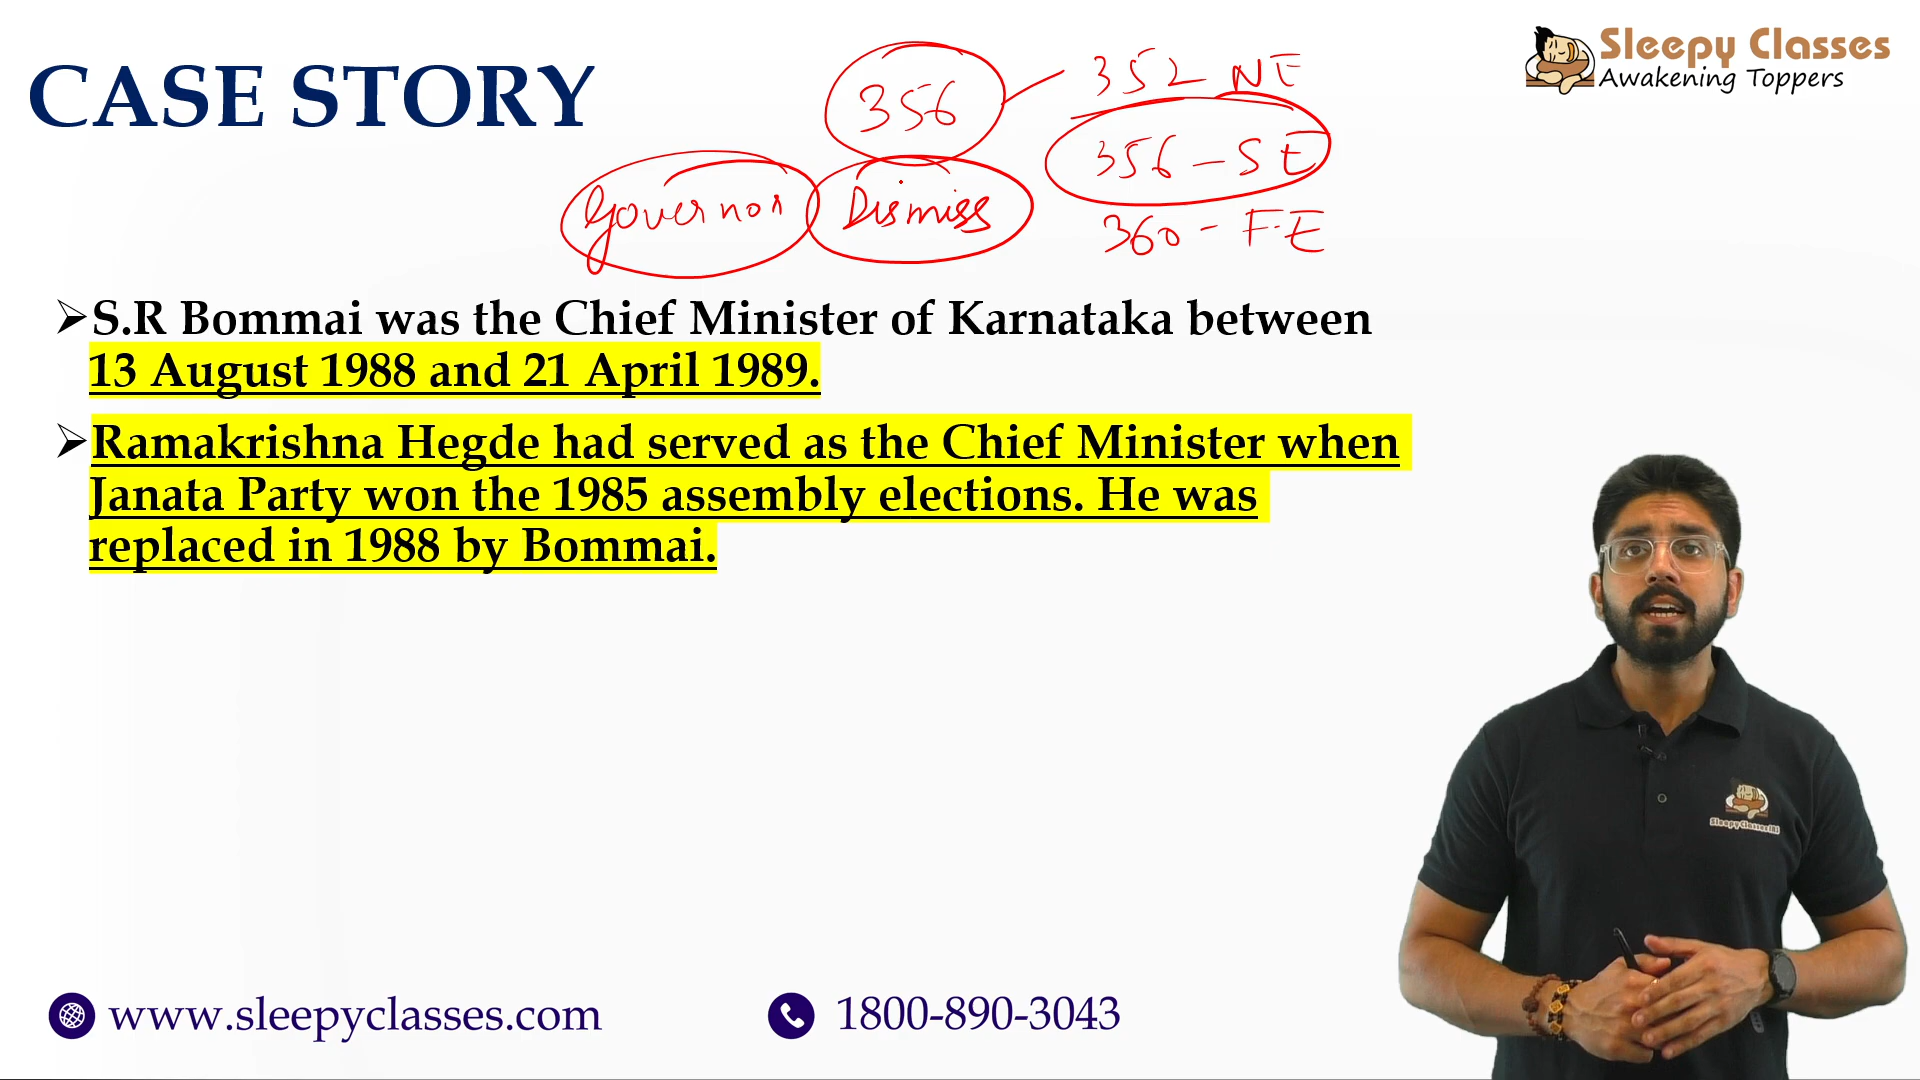 Sleepy Classes
Awakening Toppers
CASE STORY
356
352 NE
356 - SE
360 - F.E
Governor Dismiss
➢S.R Bommai was the Chief Minister of Karnataka between
13 August 1988 and 21 April 1989.
➢Ramakrishna Hegde had served as the Chief Minister when
Janata Party won the 1985 assembly elections. He was
replaced in 1988 by Bommai.
www.sleepyclasses.com
1800-890-3043